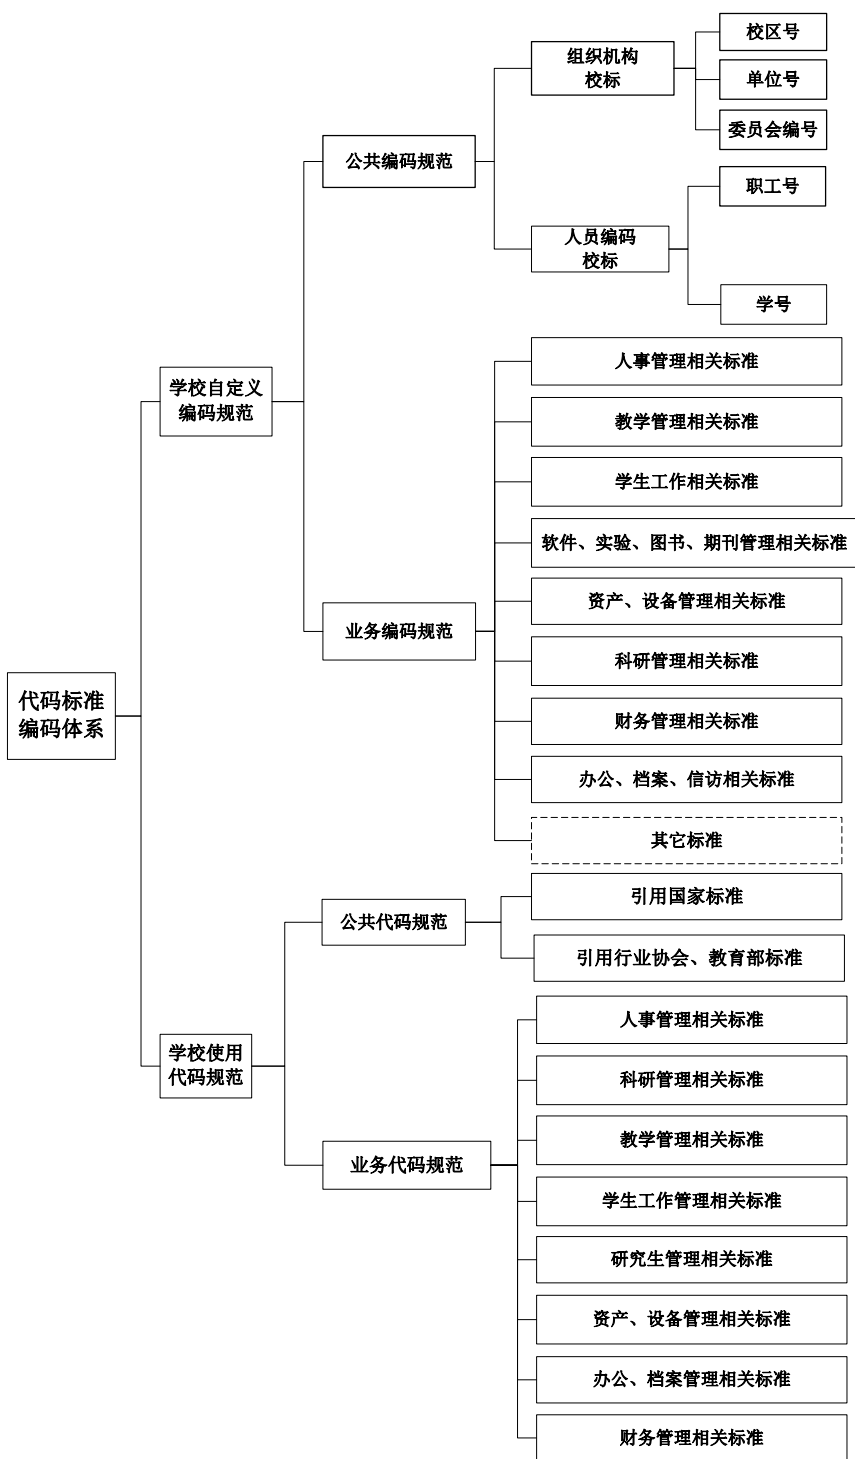 代码标准
编码体系
学校自定义
编码规范
公共编码规范
组织机构
校标
校区号
单位号
委员会编号
人员编码
校标
职工号
学号
业务编码规范
人事管理相关标准
教学管理相关标准
学生工作相关标准
软件、实验、图书、期刊管理相关标准
资产、设备管理相关标准
科研管理相关标准
财务管理相关标准
办公、档案、信访相关标准
其它标准
学校使用
代码规范
公共代码规范
引用国家标准
引用行业协会、教育部标准
业务代码规范
人事管理相关标准
科研管理相关标准
教学管理相关标准
学生工作管理相关标准
研究生管理相关标准
资产、设备管理相关标准
办公、档案管理相关标准
财务管理相关标准